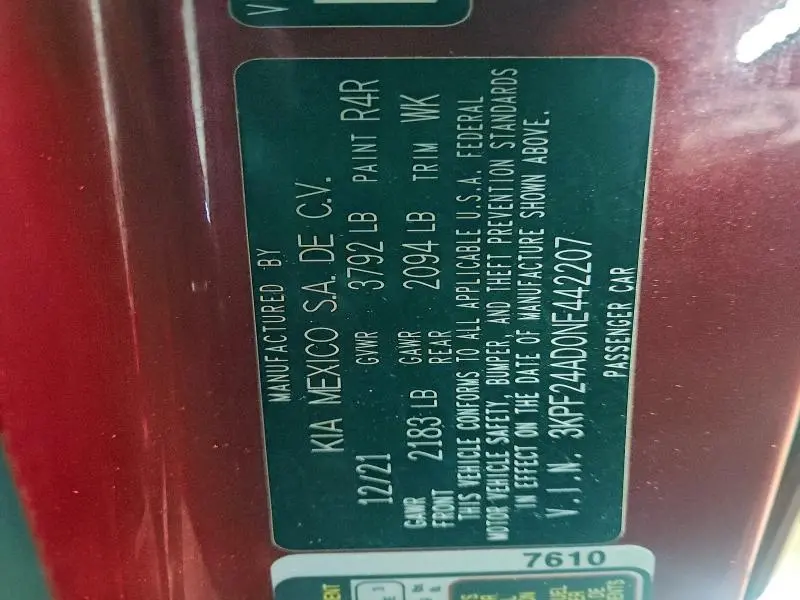 V
MANUFACTURED BY
KIA MEXICO S.A. DE C.V.
12/21 GVWR 3792 LB PAINT R4R
GAWR FRONT 2183 LB GAWR REAR 2094 LB TRIM WK
THIS VEHICLE CONFORMS TO ALL APPLICABLE U.S.A. FEDERAL
MOTOR VEHICLE SAFETY, BUMPER, AND THEFT PREVENTION STANDARDS
IN EFFECT ON THE DATE OF MANUFACTURE SHOWN ABOVE.
V.I.N. 3KPF24AD0NE442207
PASSENGER CAR
7610